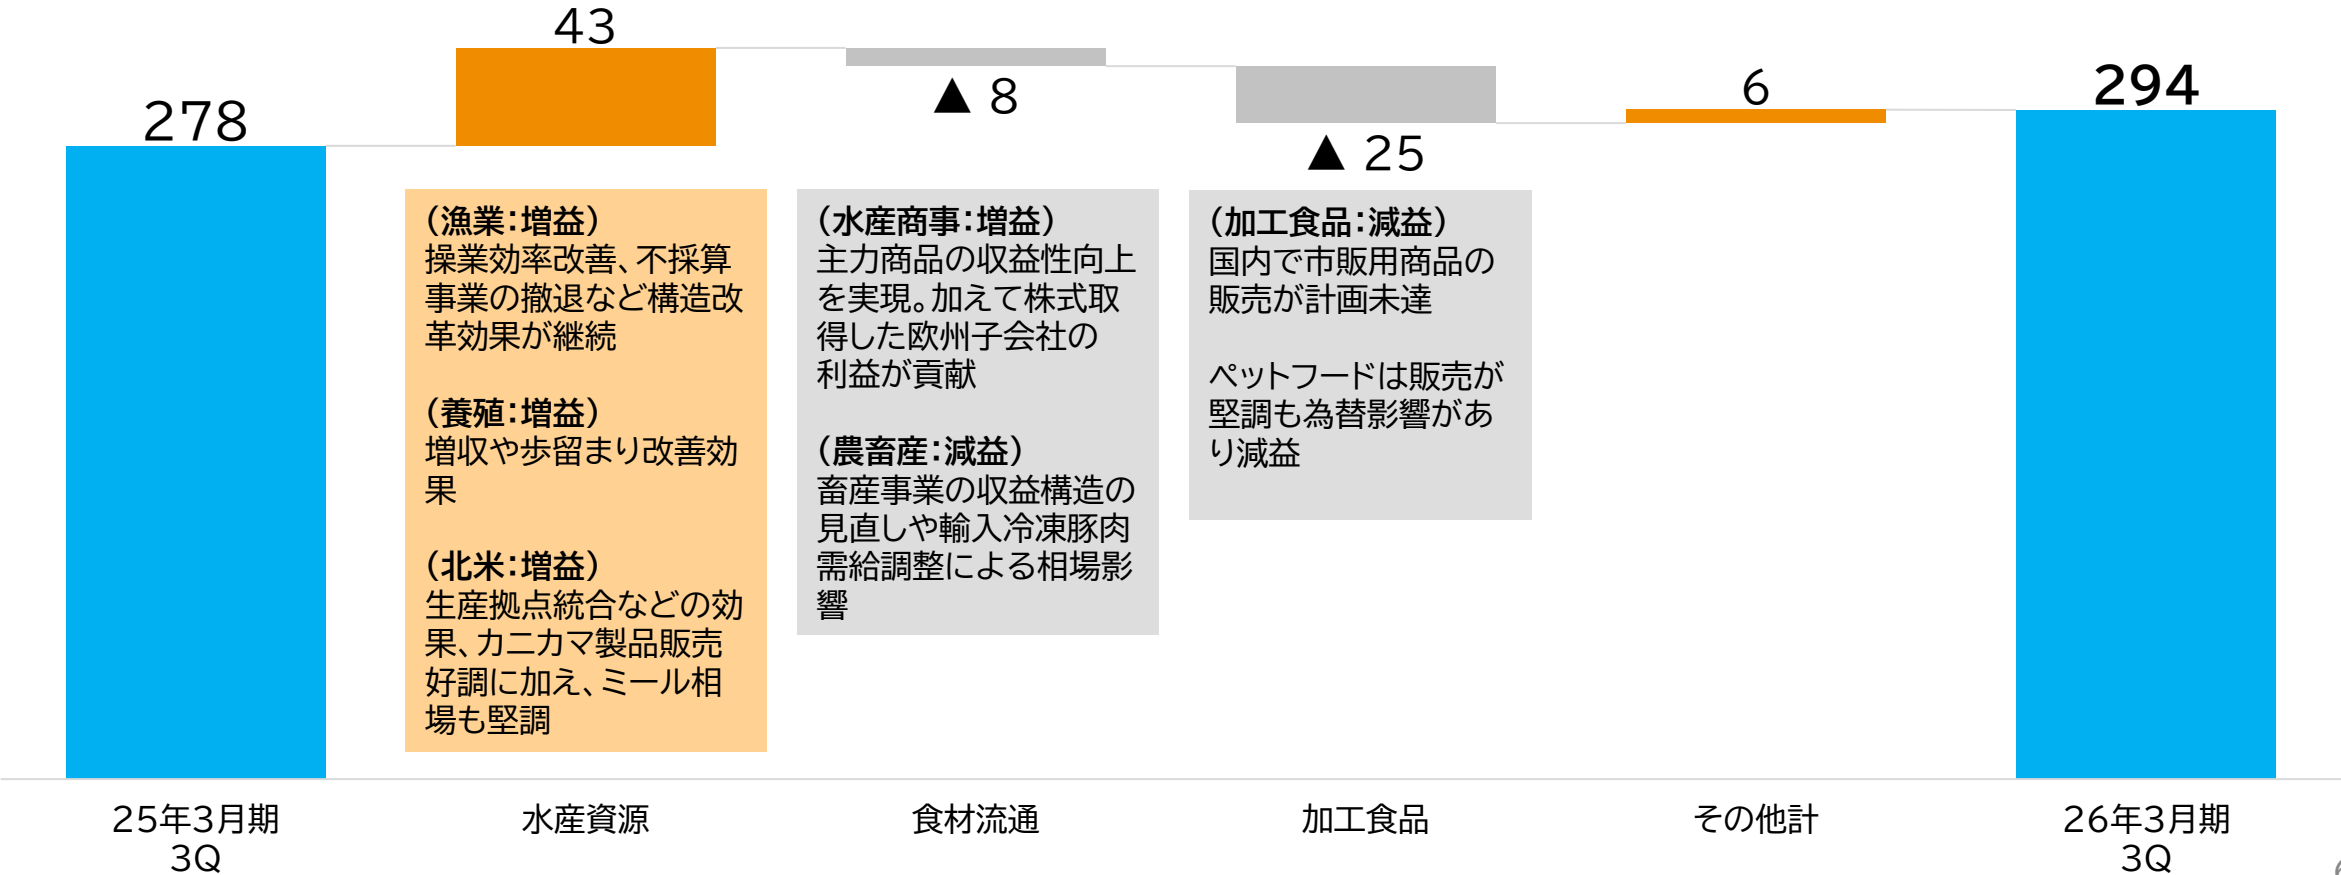 43
278
▲ 8
▲ 25
6
294
（漁業：増益）
操業効率改善、不採算
事業の撤退など構造改
革効果が継続
（養殖：増益）
増収や歩留まり改善効
果
（北米：増益）
生産拠点統合などの効
果、カニカマ製品販売
好調に加え、ミール相
場も堅調
（水産商事：増益）
主力商品の収益性向上
を実現。加えて株式取
得した欧州子会社の
利益が貢献
（農畜産：減益）
畜産事業の収益構造の
見直しや輸入冷凍豚肉
需給調整による相場影
響
（加工食品：減益）
国内で市販用商品の
販売が計画未達
ペットフードは販売が
堅調も為替影響があ
り減益
25年3月期
3Q
水産資源
食材流通
加工食品
その他計
26年3月期
3Q